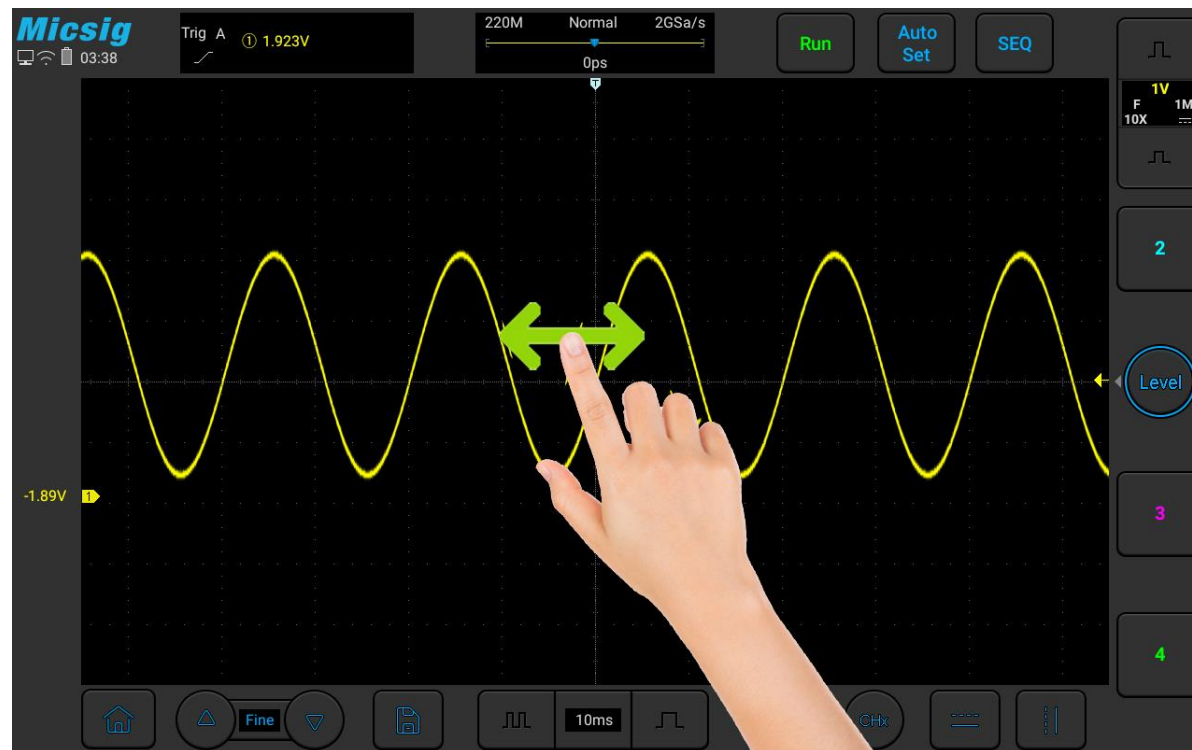 Micsig
03:38
Trig A
① 1.923V
220M Normal 2GSa/s
0ps
Run
Auto
Set
SEQ
T
1V
F 1M
10X
2
Level
-1.89V
1
3
4
Fine
10ms
CHx